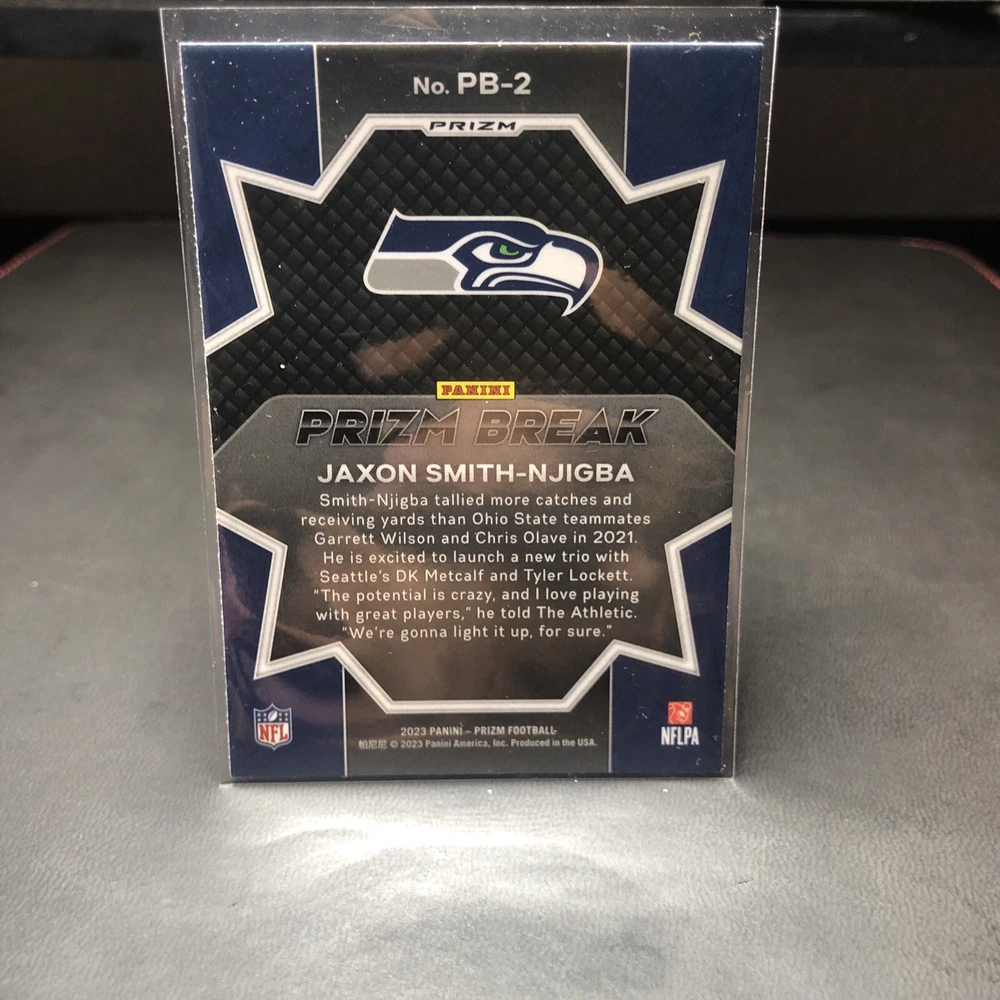 No. PB-2
PRIZM
PANINI
PRIZM BREAK
JAXON SMITH-NJIGBA
Smith-Njigba tallied more catches and
receiving yards than Ohio State teammates
Garrett Wilson and Chris Olave in 2021.
He is excited to launch a new trio with
Seattle's DK Metcalf and Tyler Lockett.
"The potential is crazy, and I love playing
with great players," he told The Athletic.
"We're gonna light it up, for sure."
NFL
2023 PANINI – PRIZM FOOTBALL
帕尼尼 © 2023 Panini America, Inc. Produced in the USA.
NFLPA